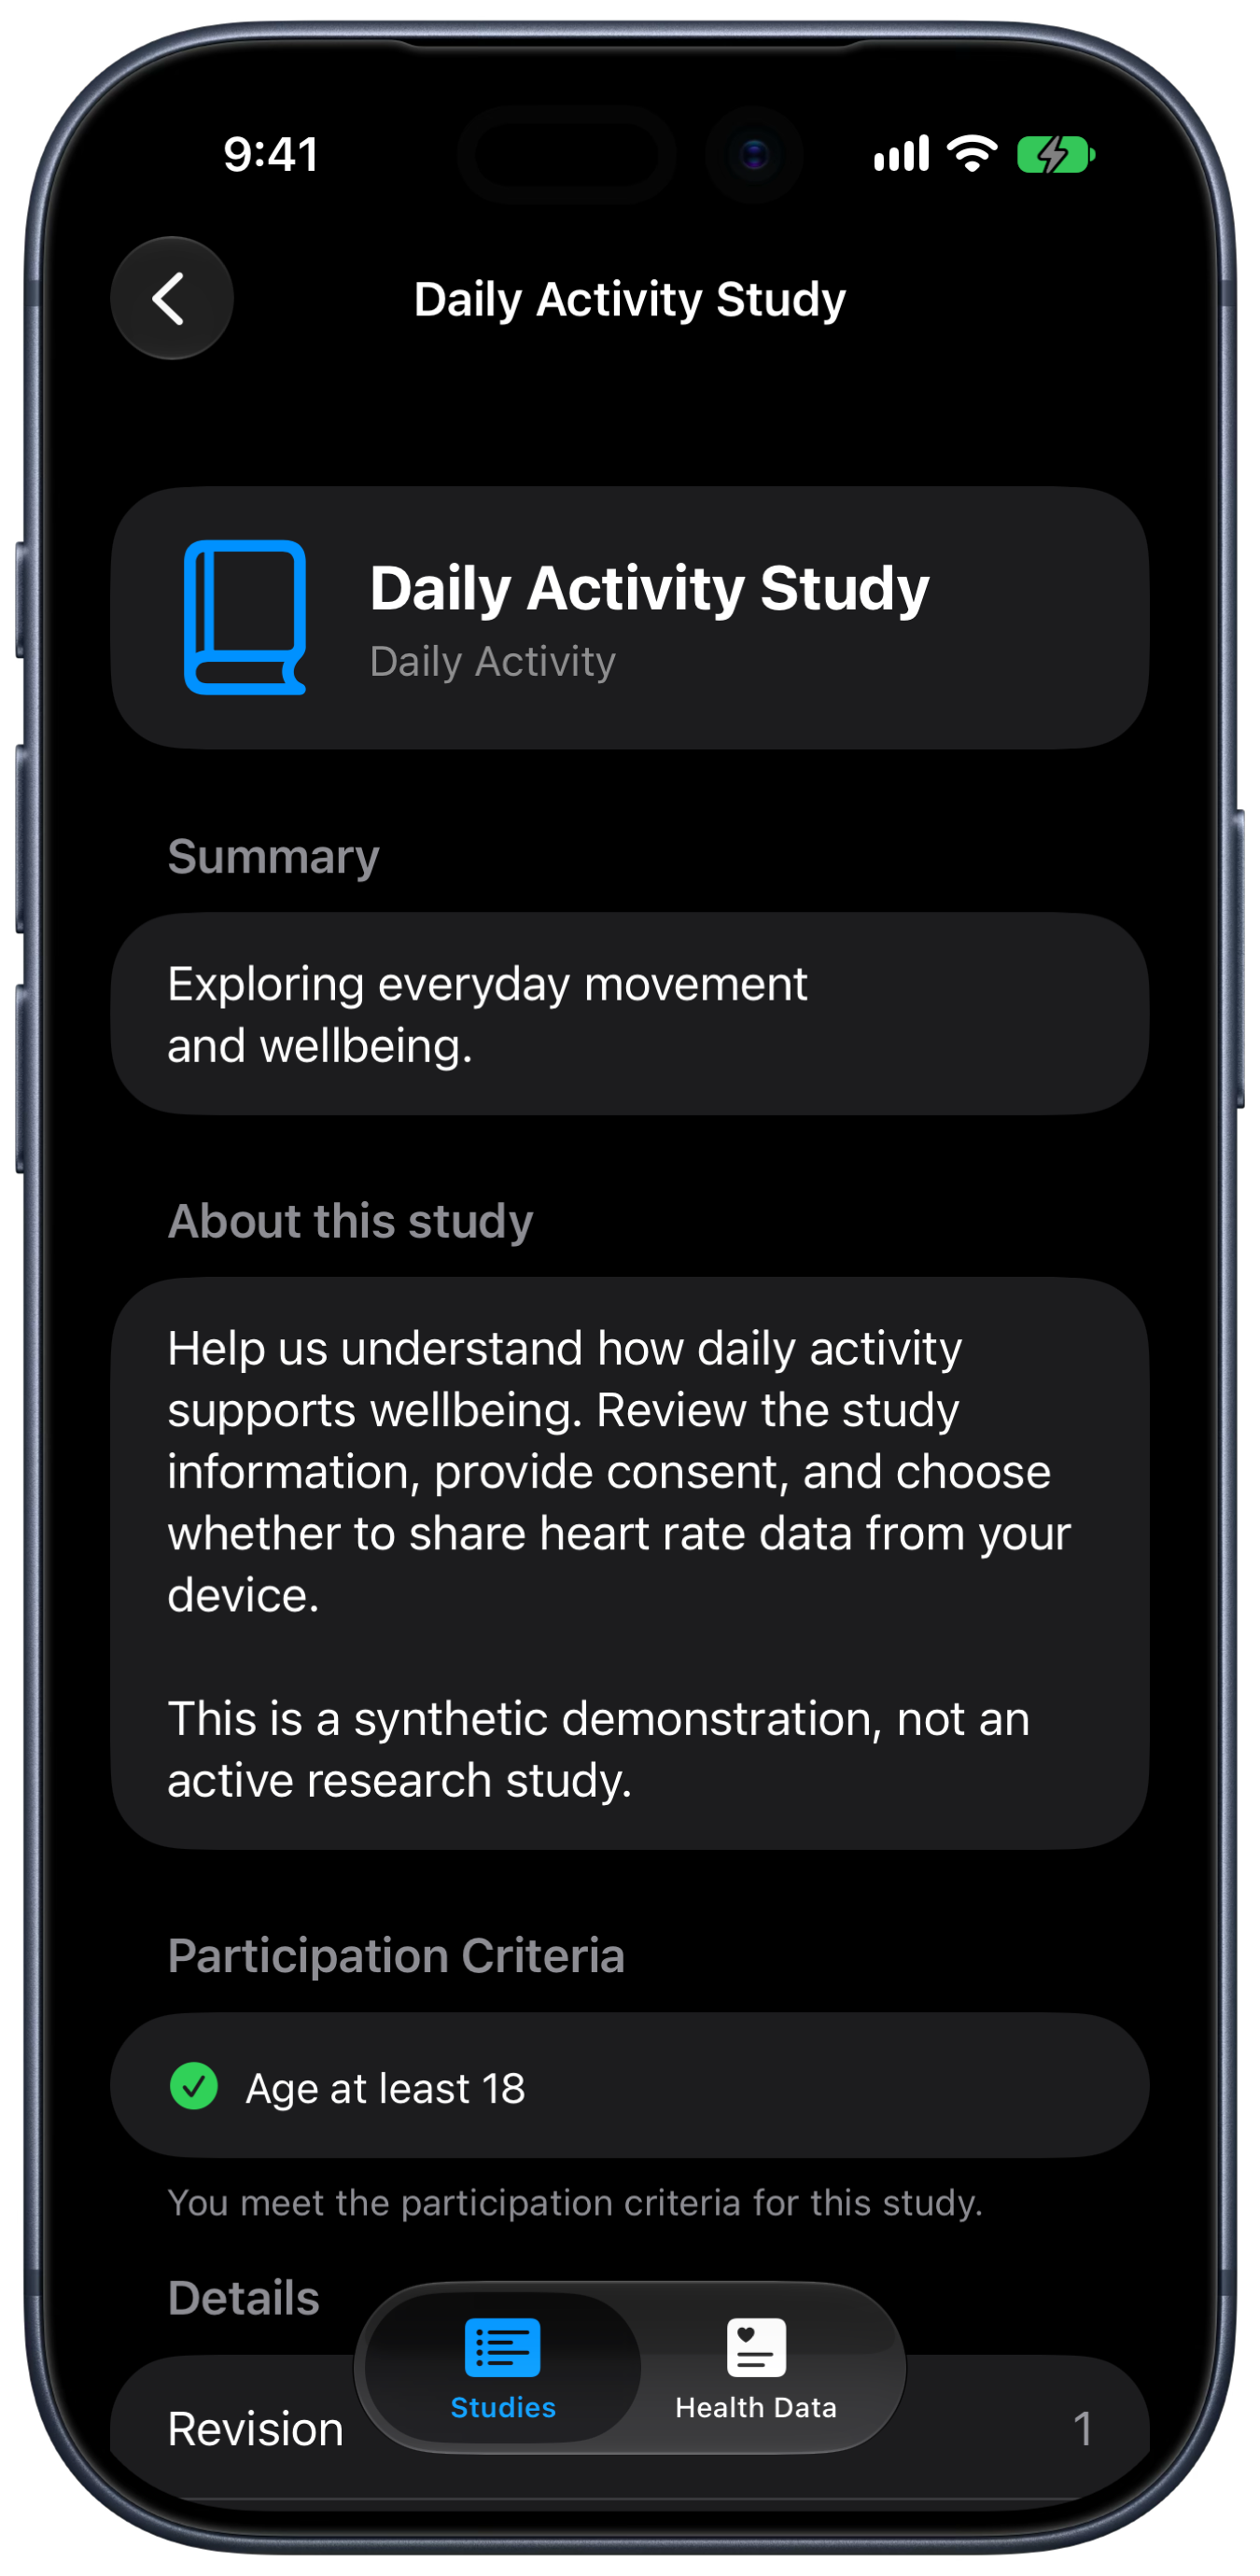 9:41
Daily Activity Study
Daily Activity Study
Daily Activity
Summary
Exploring everyday movement
and wellbeing.
About this study
Help us understand how daily activity
supports wellbeing. Review the study
information, provide consent, and choose
whether to share heart rate data from your
device.
This is a synthetic demonstration, not an
active research study.
Participation Criteria
Age at least 18
You meet the participation criteria for this study.
Details
Revision 1
Studies Health Data